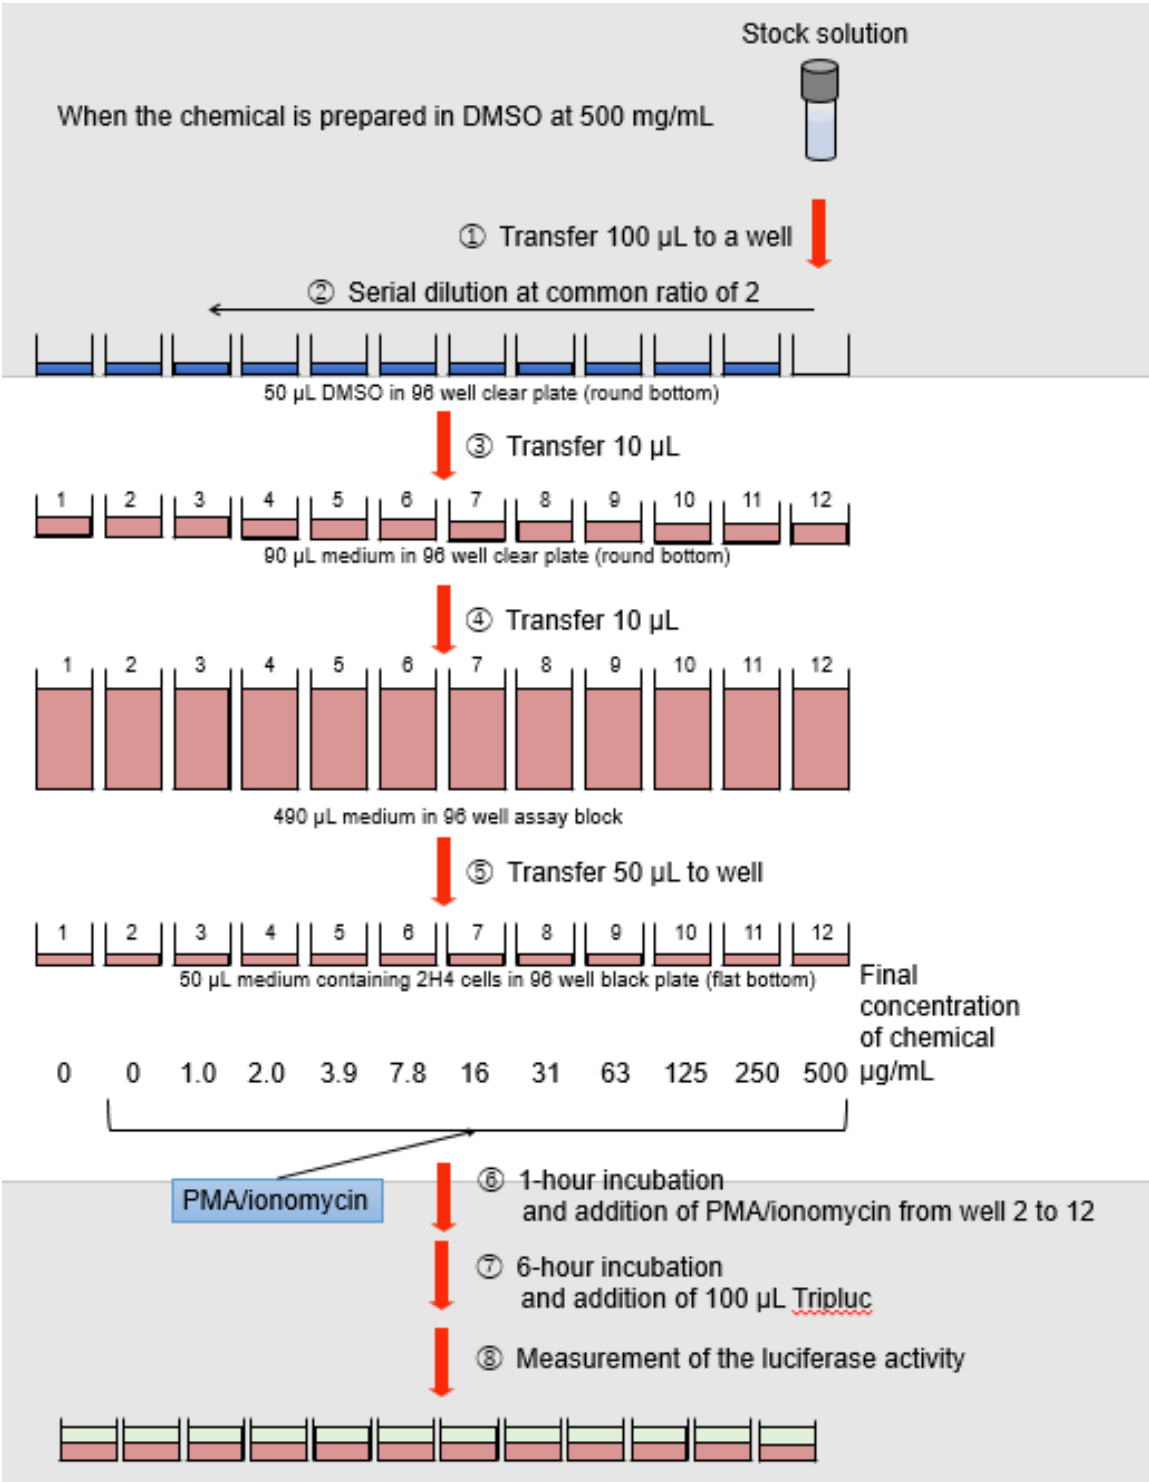 Stock solution
When the chemical is prepared in DMSO at 500 mg/mL
① Transfer 100 µL to a well
② Serial dilution at common ratio of 2
50 µL DMSO in 96 well clear plate (round bottom)
③ Transfer 10 µL
1 2 3 4 5 6 7 8 9 10 11 12
90 µL medium in 96 well clear plate (round bottom)
④ Transfer 10 µL
1 2 3 4 5 6 7 8 9 10 11 12
490 µL medium in 96 well assay block
⑤ Transfer 50 µL to well
1 2 3 4 5 6 7 8 9 10 11 12
50 µL medium containing 2H4 cells in 96 well black plate (flat bottom)
Final
concentration
of chemical
0 0 1.0 2.0 3.9 7.8 16 31 63 125 250 500 µg/mL
PMA/ionomycin
⑥ 1-hour incubation
and addition of PMA/ionomycin from well 2 to 12
⑦ 6-hour incubation
and addition of 100 µL Tripluc
⑧ Measurement of the luciferase activity